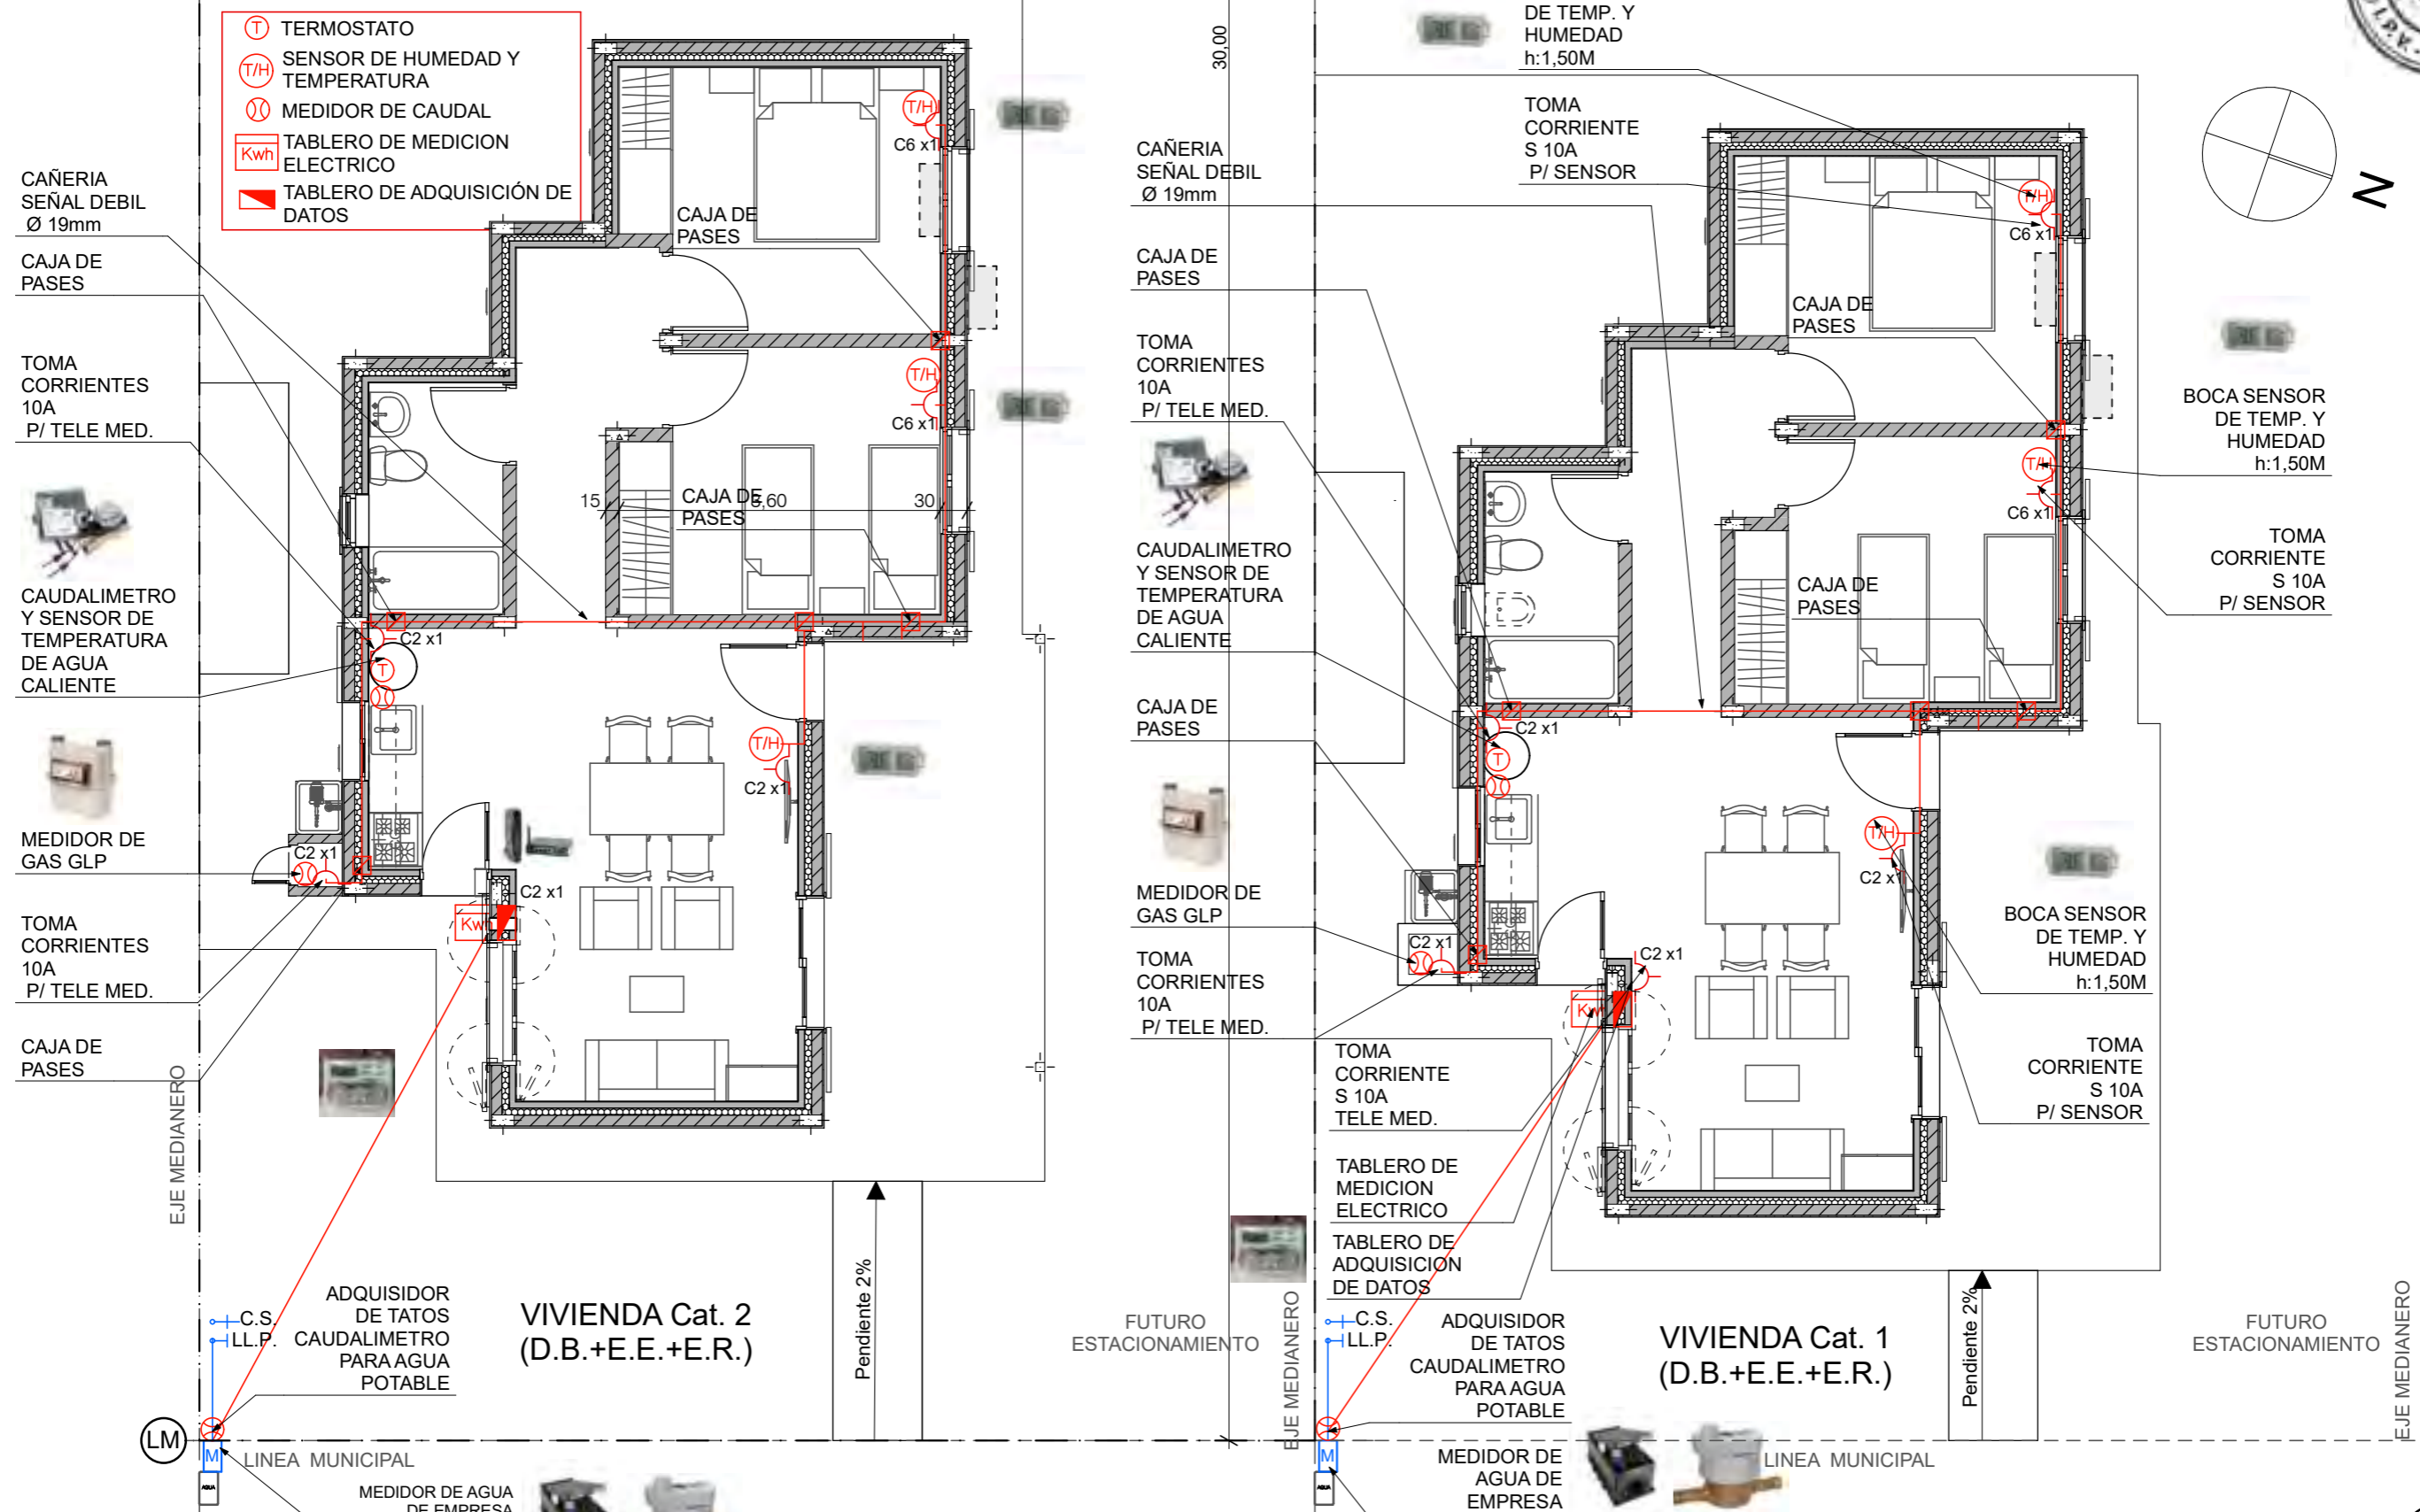 T TERMOSTATO
T/H SENSOR DE HUMEDAD Y
TEMPERATURA
MEDIDOR DE CAUDAL
Kwh TABLERO DE MEDICION
ELECTRICO
TABLERO DE ADQUISICIÓN DE
DATOS
CAÑERIA
SEÑAL DEBIL
Ø 19mm
CAJA DE
PASES
TOMA
CORRIENTES
10A
P/ TELE MED.
CAUDALIMETRO
Y SENSOR DE
TEMPERATURA
DE AGUA
CALIENTE
MEDIDOR DE
GAS GLP
TOMA
CORRIENTES
10A
P/ TELE MED.
CAJA DE
PASES
EJE MEDIANERO
T/H
C6 x1
CAJA DE
PASES
T/H
C6 x1
15
CAJA DE
PASES
3,60
30
C2 x1
T
T/H
C2 x1
C2 x1
C2 x1
Kwh
C.S.
LL.P.
ADQUISIDOR
DE TATOS
CAUDALIMETRO
PARA AGUA
POTABLE
VIVIENDA Cat. 2
(D.B.+E.E.+E.R.)
Pendiente 2%
FUTURO
ESTACIONAMIENTO
LM
M
LINEA MUNICIPAL
AGUA
MEDIDOR DE AGUA
DE EMPRESA
30,00
DE TEMP. Y
HUMEDAD
h:1,50M
TOMA
CORRIENTE
S 10A
P/ SENSOR
N
CAÑERIA
SEÑAL DEBIL
Ø 19mm
CAJA DE
PASES
TOMA
CORRIENTES
10A
P/ TELE MED.
CAUDALIMETRO
Y SENSOR DE
TEMPERATURA
DE AGUA
CALIENTE
CAJA DE
PASES
MEDIDOR DE
GAS GLP
TOMA
CORRIENTES
10A
P/ TELE MED.
T/H
C6 x1
CAJA DE
PASES
T/H
C6 x1
CAJA DE
PASES
BOCA SENSOR
DE TEMP. Y
HUMEDAD
h:1,50M
TOMA
CORRIENTE
S 10A
P/ SENSOR
C2 x1
T
T/H
C2 x1
C2 x1
C2 x1
Kwh
BOCA SENSOR
DE TEMP. Y
HUMEDAD
h:1,50M
TOMA
CORRIENTE
S 10A
P/ SENSOR
TOMA
CORRIENTE
S 10A
TELE MED.
TABLERO DE
MEDICION
ELECTRICO
TABLERO DE
ADQUISICION
DE DATOS
EJE MEDIANERO
C.S.
LL.P.
ADQUISIDOR
DE TATOS
CAUDALIMETRO
PARA AGUA
POTABLE
VIVIENDA Cat. 1
(D.B.+E.E.+E.R.)
Pendiente 2%
FUTURO
ESTACIONAMIENTO
EJE MEDIANERO
M
AGUA
MEDIDOR DE
AGUA DE
EMPRESA
LINEA MUNICIPAL